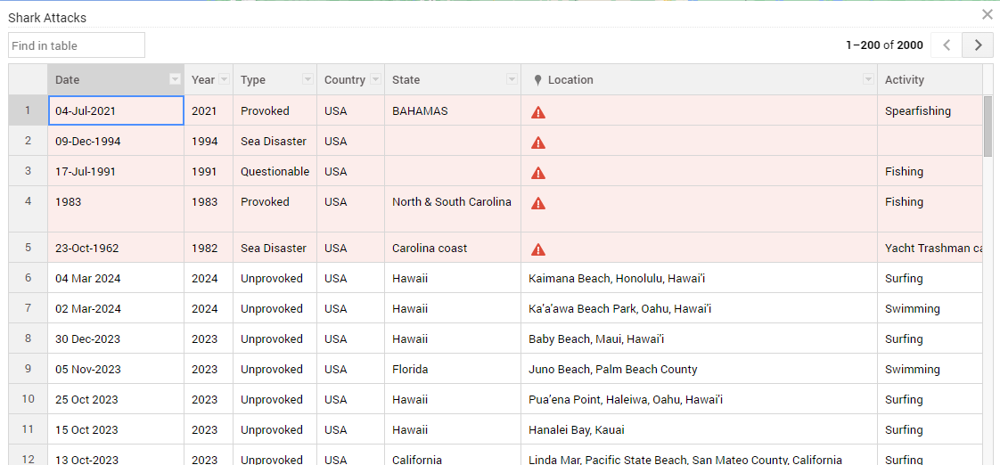 Shark Attacks
Find in table
1–200 of 2000
Date Year Type Country State Location Activity
1 04-Jul-2021 2021 Provoked USA BAHAMAS Spearfishing
2 09-Dec-1994 1994 Sea Disaster USA
3 17-Jul-1991 1991 Questionable USA Fishing
4 1983 1983 Provoked USA North & South Carolina Fishing
5 23-Oct-1962 1982 Sea Disaster USA Carolina coast Yacht Trashman ca
6 04 Mar 2024 2024 Unprovoked USA Hawaii Kaimana Beach, Honolulu, Hawai'i Surfing
7 02 Mar-2024 2024 Unprovoked USA Hawaii Ka'a'awa Beach Park, Oahu, Hawai'i Swimming
8 30 Dec-2023 2023 Unprovoked USA Hawaii Baby Beach, Maui, Hawai'i Surfing
9 05 Nov-2023 2023 Unprovoked USA Florida Juno Beach, Palm Beach County Swimming
10 25 Oct 2023 2023 Unprovoked USA Hawaii Pua'ena Point, Haleiwa, Oahu, Hawai'i Surfing
11 15 Oct 2023 2023 Unprovoked USA Hawaii Hanalei Bay, Kauai Surfing
12 13 Oct-2023 2023 Unprovoked USA California Linda Mar, Pacific State Beach, San Mateo County, California Surfing